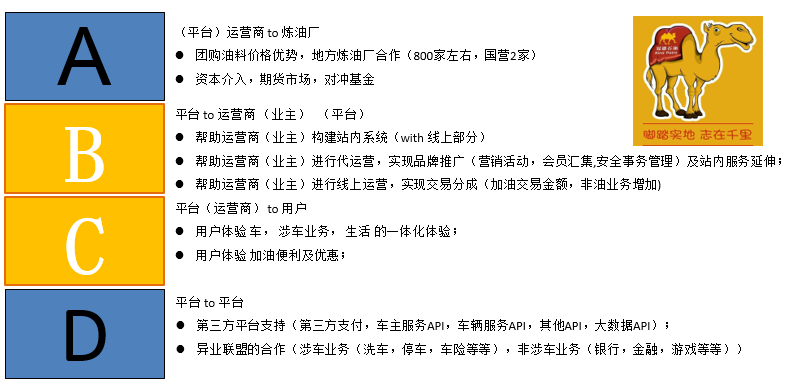 A
（平台）运营商 to 炼油厂
● 团购油料价格优势，地方炼油厂合作（800家左右，国营2家）
● 资本介入，期货市场，对冲基金
B
平台 to 运营商（业主） （平台）
● 帮助运营商（业主）构建站内系统（with 线上部分）
● 帮助运营商（业主）进行代运营，实现品牌推广（营销活动，会员汇集,安全事务管理）及站内服务延伸；
● 帮助运营商（业主）进行线上运营，实现交易分成（加油交易金额，非油业务增加)
C
平台（运营商） to 用户
● 用户体验 车， 涉车业务， 生活 的一体化体验；
● 用户体验 加油便利及优惠；
D
平台 to 平台
● 第三方平台支持（第三方支付，车主服务API，车辆服务API，其他API，大数据API）；
● 异业联盟的合作（涉车业务（洗车，停车，车险等等），非涉车业务（银行，金融，游戏等等））
脚踏实地 志在千里